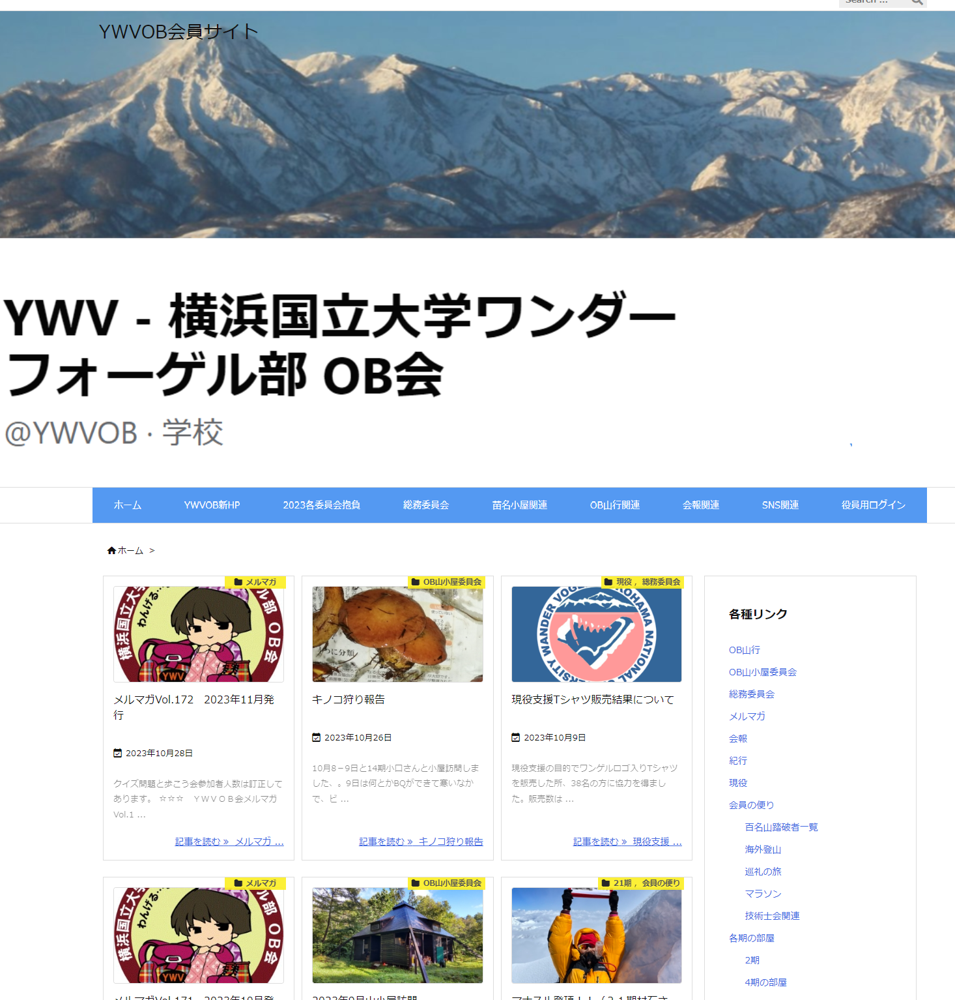 Search ...
YWVOB会員サイト
YWV - 横浜国立大学ワンダー
フォーゲル部 OB会
@YWVOB · 学校
ホーム
YWVOB新HP
2023各委員会抱負
総務委員会
苗名小屋関連
OB山行関連
会報関連
SNS関連
役員用ログイン
ホーム >
メルマガ
横浜国立大学
わんげる…
ル部 OB会
YWV
メルマガVol.172　2023年11月発
行
2023年10月28日
クイズ問題と歩こう会参加者人数は訂正して
あります。 ☆☆☆　ＹＷＶＯＢ会メルマガ
Vol.1 ...
記事を読む » メルマガ ...
OB山小屋委員会
つに分類
キノコ狩り報告
2023年10月26日
10月8－9日と14期小口さんと小屋訪問しま
した、。9日は何とかBQができて寒いなか
で、ピ ...
記事を読む » キノコ狩り報告
現役 ，総務委員会
現役支援Tシャツ販売結果について
2023年10月9日
現役支援の目的でワンゲルロゴ入りTシャツ
を販売した所、38名の方に協力を得まし
た。販売数は ...
記事を読む » 現役支援 ...
メルマガ
横浜国立大学
わんげる…
ル部 OB会
YWV
メルマガVol.171　2023年10月発
OB山小屋委員会
2023年9月山小屋訪問
21期 ，会員の便り
マナスル登頂！！（２１期村石さ
各種リンク
OB山行
OB山小屋委員会
総務委員会
メルマガ
会報
紀行
現役
会員の便り
百名山踏破者一覧
海外登山
巡礼の旅
マラソン
技術士会関連
各期の部屋
2期
4期の部屋